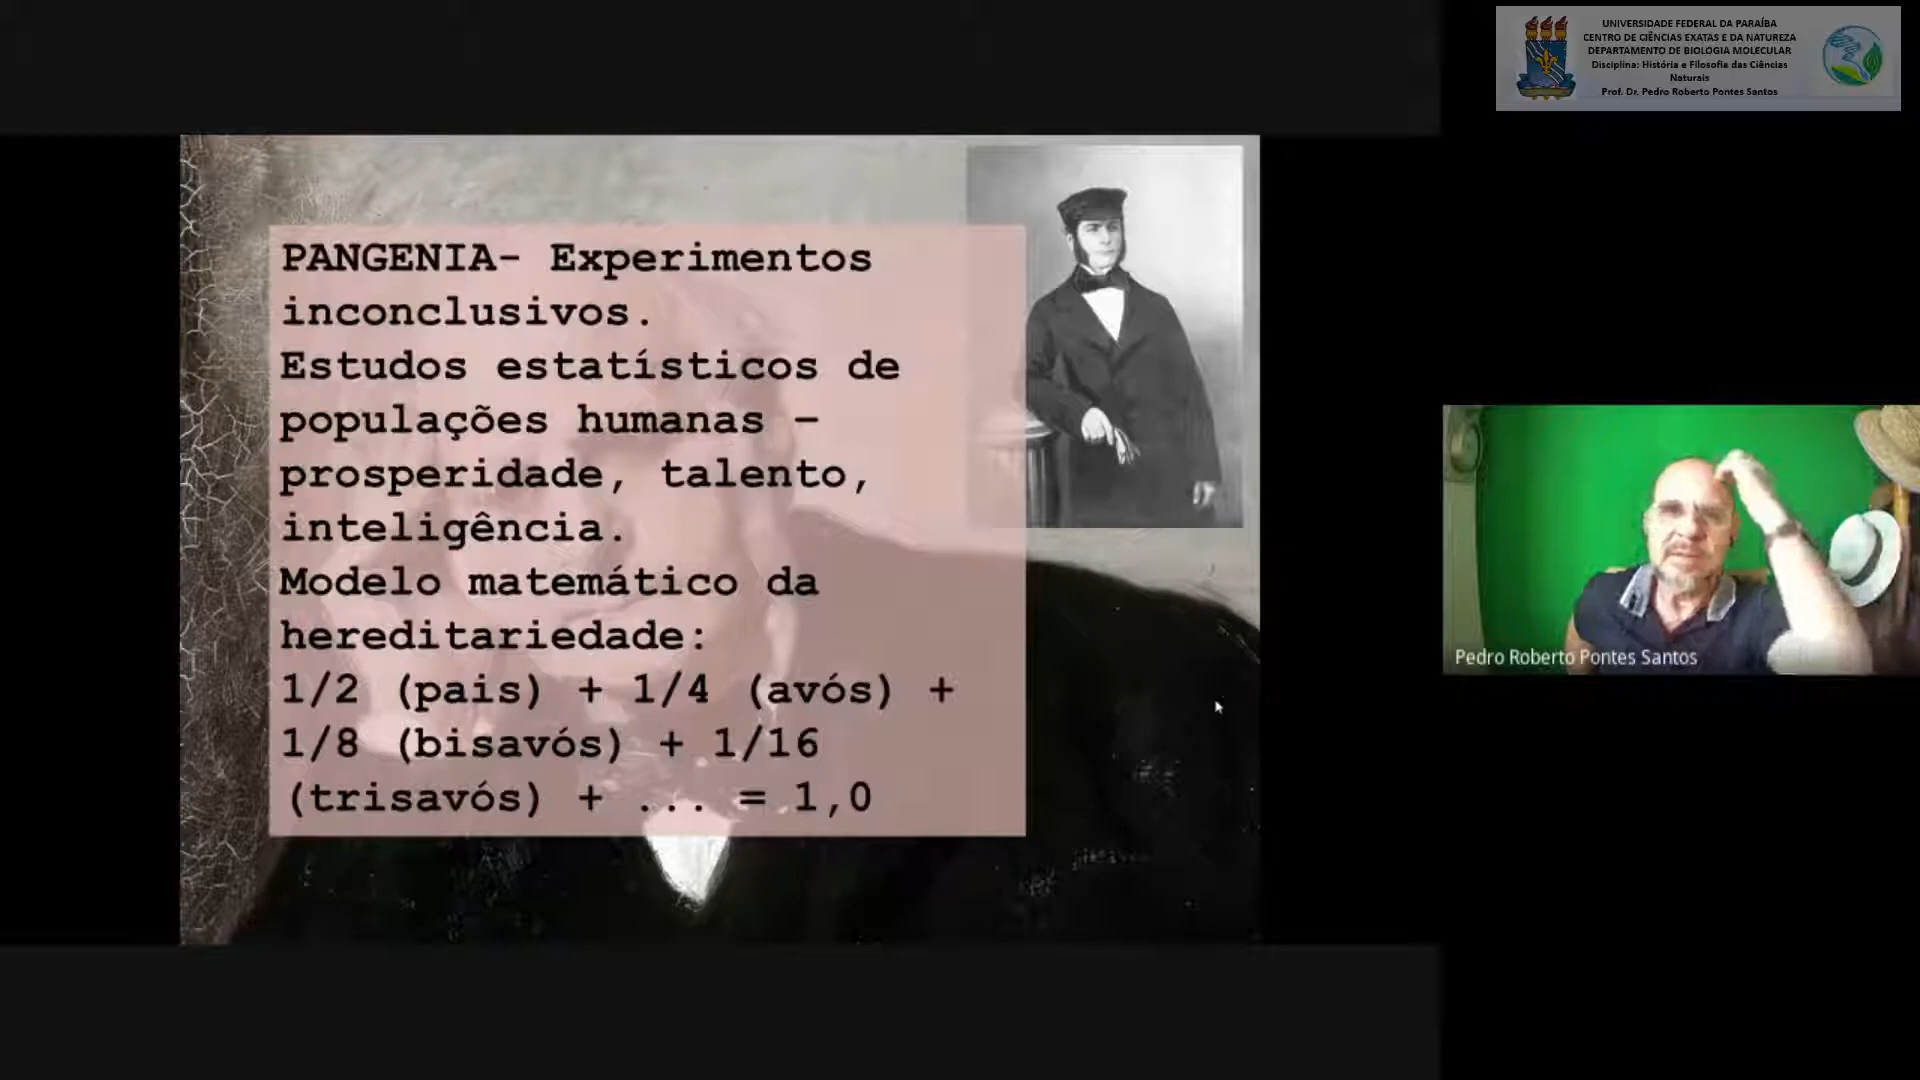 UNIVERSIDADE FEDERAL DA PARAÍBA
CENTRO DE CIÊNCIAS EXATAS E DA NATUREZA
DEPARTAMENTO DE BIOLOGIA MOLECULAR
Disciplina: História e Filosofia das Ciências
Naturais
Prof. Dr. Pedro Roberto Pontes Santos
PANGENIA- Experimentos
inconclusivos.
Estudos estatísticos de
populações humanas –
prosperidade, talento,
inteligência.
Modelo matemático da
hereditariedade:
1/2 (pais) + 1/4 (avós) +
1/8 (bisavós) + 1/16
(trisavós) + ... = 1,0
Pedro Roberto Pontes Santos